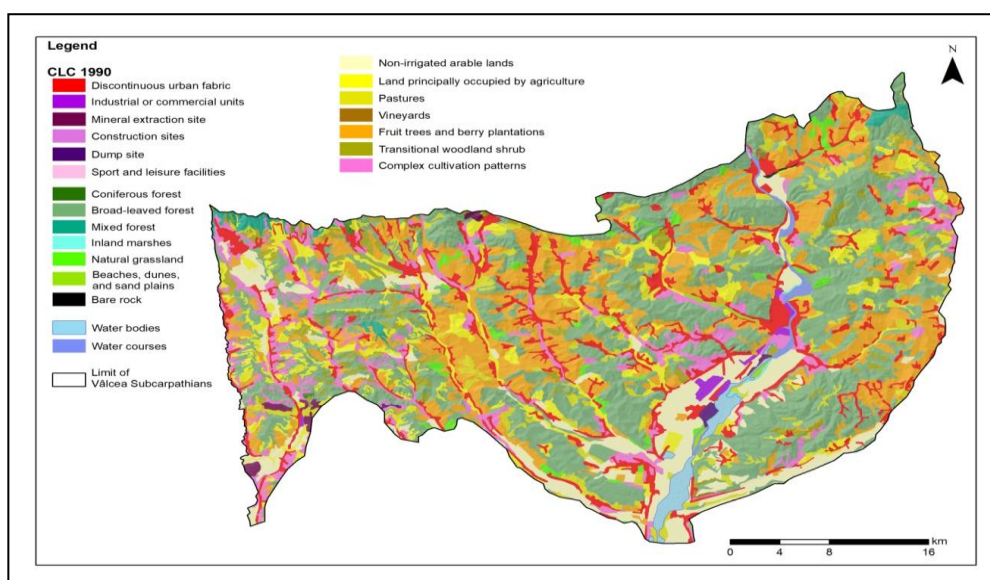 Legend
CLC 1990
Discontinuous urban fabric
Industrial or commercial units
Mineral extraction site
Construction sites
Dump site
Sport and leisure facilities
Coniferous forest
Broad-leaved forest
Mixed forest
Inland marshes
Natural grassland
Beaches, dunes,
and sand plains
Bare rock
Water bodies
Water courses
Limit of
Vâlcea Subcarpathians
Non-irrigated arable lands
Land principally occupied by agriculture
Pastures
Vineyards
Fruit trees and berry plantations
Transitional woodland shrub
Complex cultivation patterns
N
km
0 4 8 16